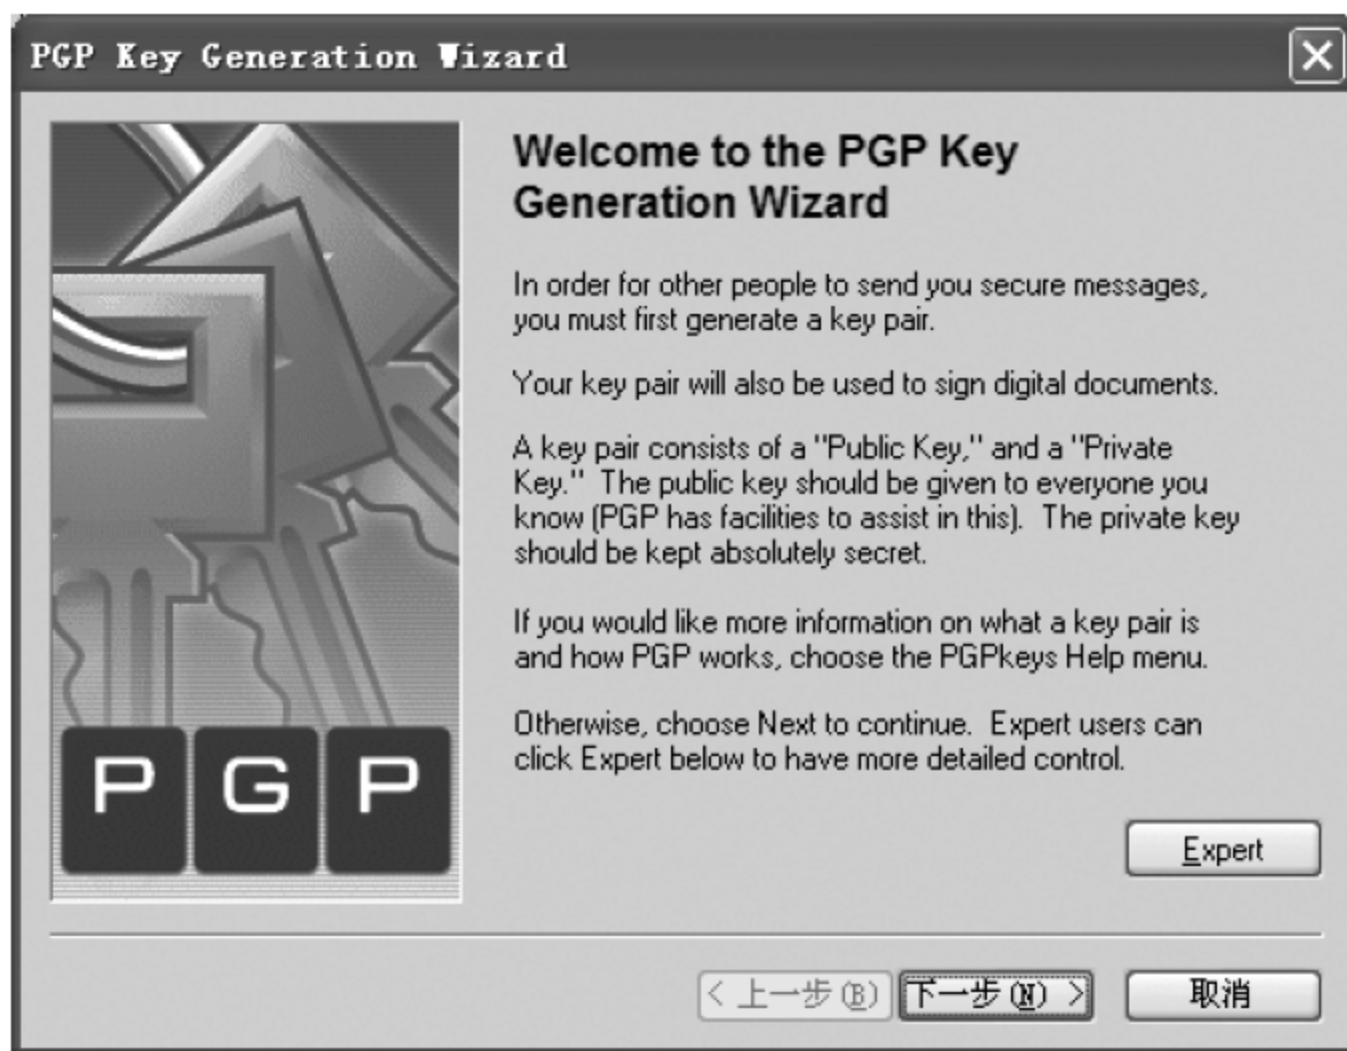 PGP Key Generation Wizard
Welcome to the PGP Key
Generation Wizard
In order for other people to send you secure messages,
you must first generate a key pair.
Your key pair will also be used to sign digital documents.
A key pair consists of a "Public Key," and a "Private
Key."  The public key should be given to everyone you
know (PGP has facilities to assist in this).  The private key
should be kept absolutely secret.
If you would like more information on what a key pair is
and how PGP works, choose the PGPkeys Help menu.
Otherwise, choose Next to continue.  Expert users can
click Expert below to have more detailed control.
P G P
Expert
< 上一步(B) 下一步(N) > 取消